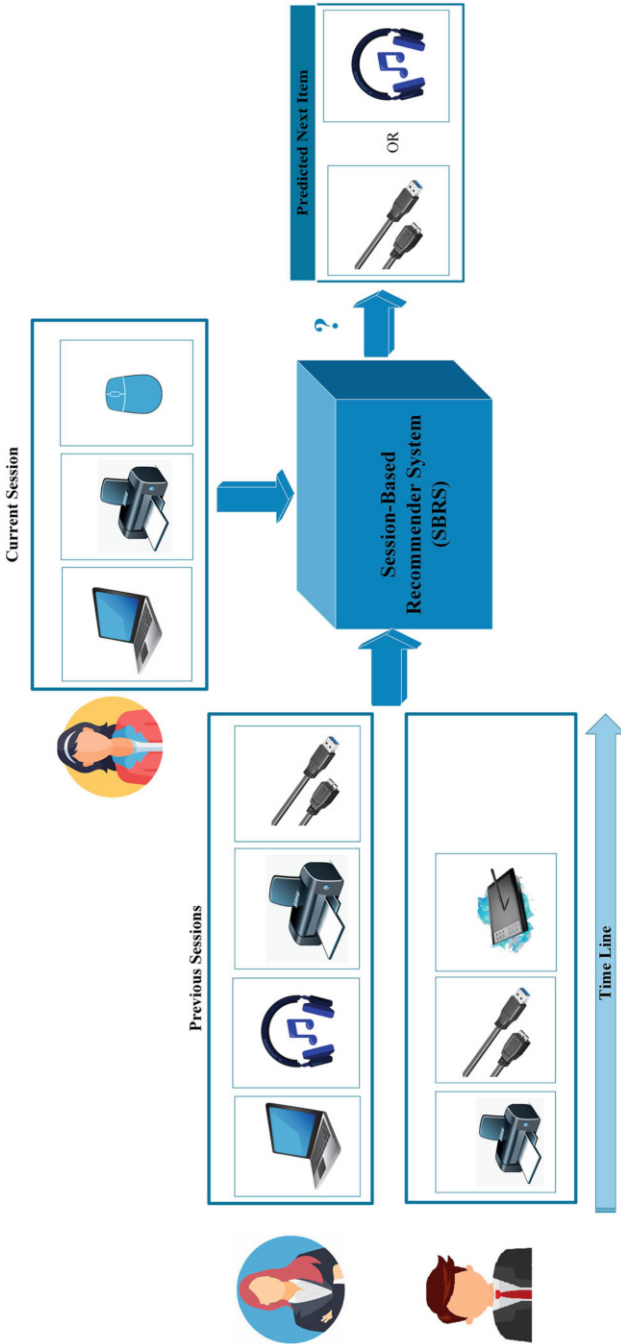 Current Session
Previous Sessions
Session-Based
Recommender System
(SBRS)
?
Predicted Next Item
OR
Time Line